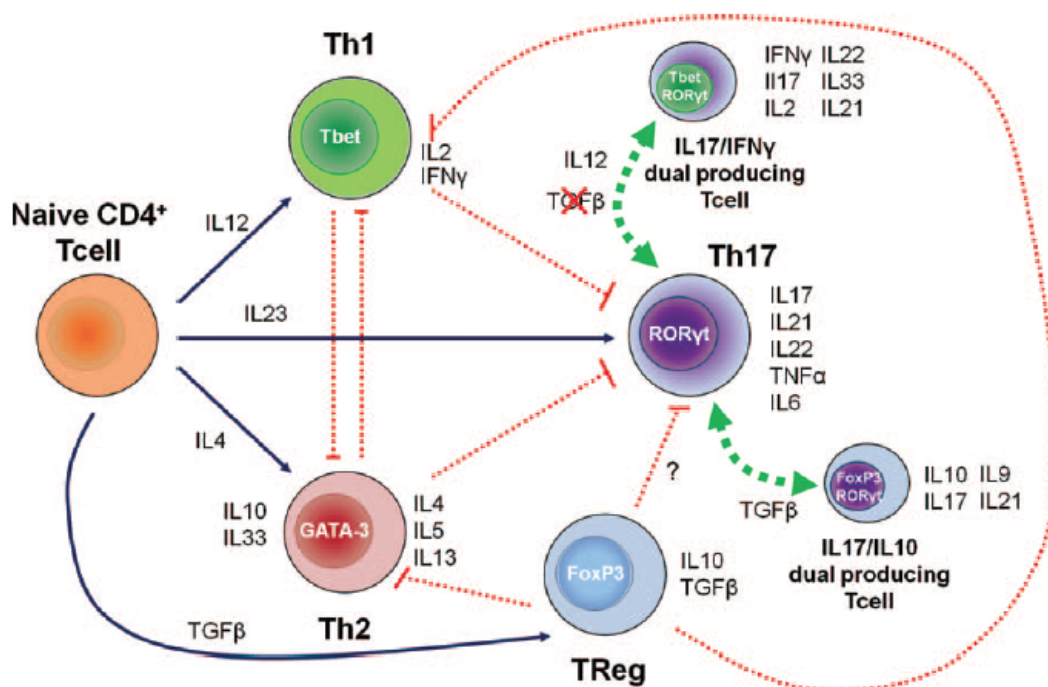 Th1
Tbet
IL2
IFNγ
Tbet
RORγt
IFNγ IL22
Il17 IL33
IL2 IL21
IL17/IFNγ
dual producing
Tcell
IL12
TGFβ
Naive CD4+
Tcell
IL12
IL23
IL4
TGFβ
Th17
RORγt
IL17
IL21
IL22
TNFα
IL6
IL10
IL33
GATA-3
IL4
IL5
IL13
Th2
?
FoxP3
IL10
TGFβ
TReg
TGFβ
FoxP3
RORγt
IL10 IL9
IL17 IL21
IL17/IL10
dual producing
Tcell